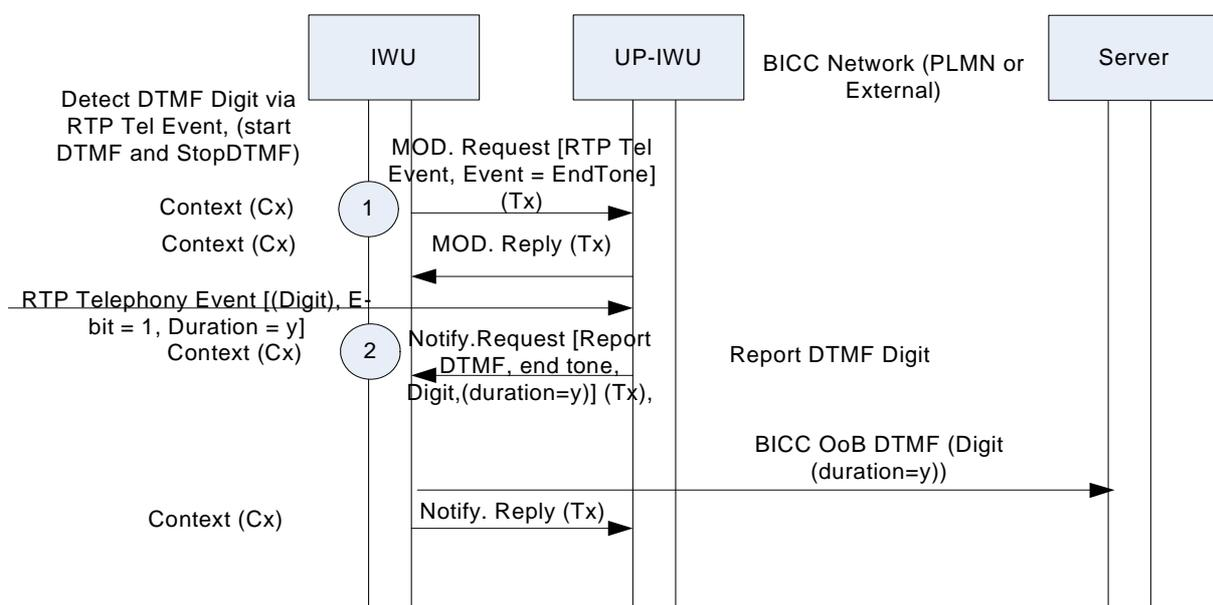 IWU
UP-IWU
BICC Network (PLMN or
External)
Server
Detect DTMF Digit via
RTP Tel Event, (start
DTMF and StopDTMF)
MOD. Request [RTP Tel
Event, Event = EndTone]
(Tx)
Context (Cx)
1
Context (Cx)
MOD. Reply (Tx)
RTP Telephony Event [(Digit), E-
bit = 1, Duration = y]
Context (Cx)
2
Notify.Request [Report
DTMF, end tone,
Digit,(duration=y)] (Tx),
Report DTMF Digit
BICC OoB DTMF (Digit
(duration=y))
Context (Cx)
Notify. Reply (Tx)